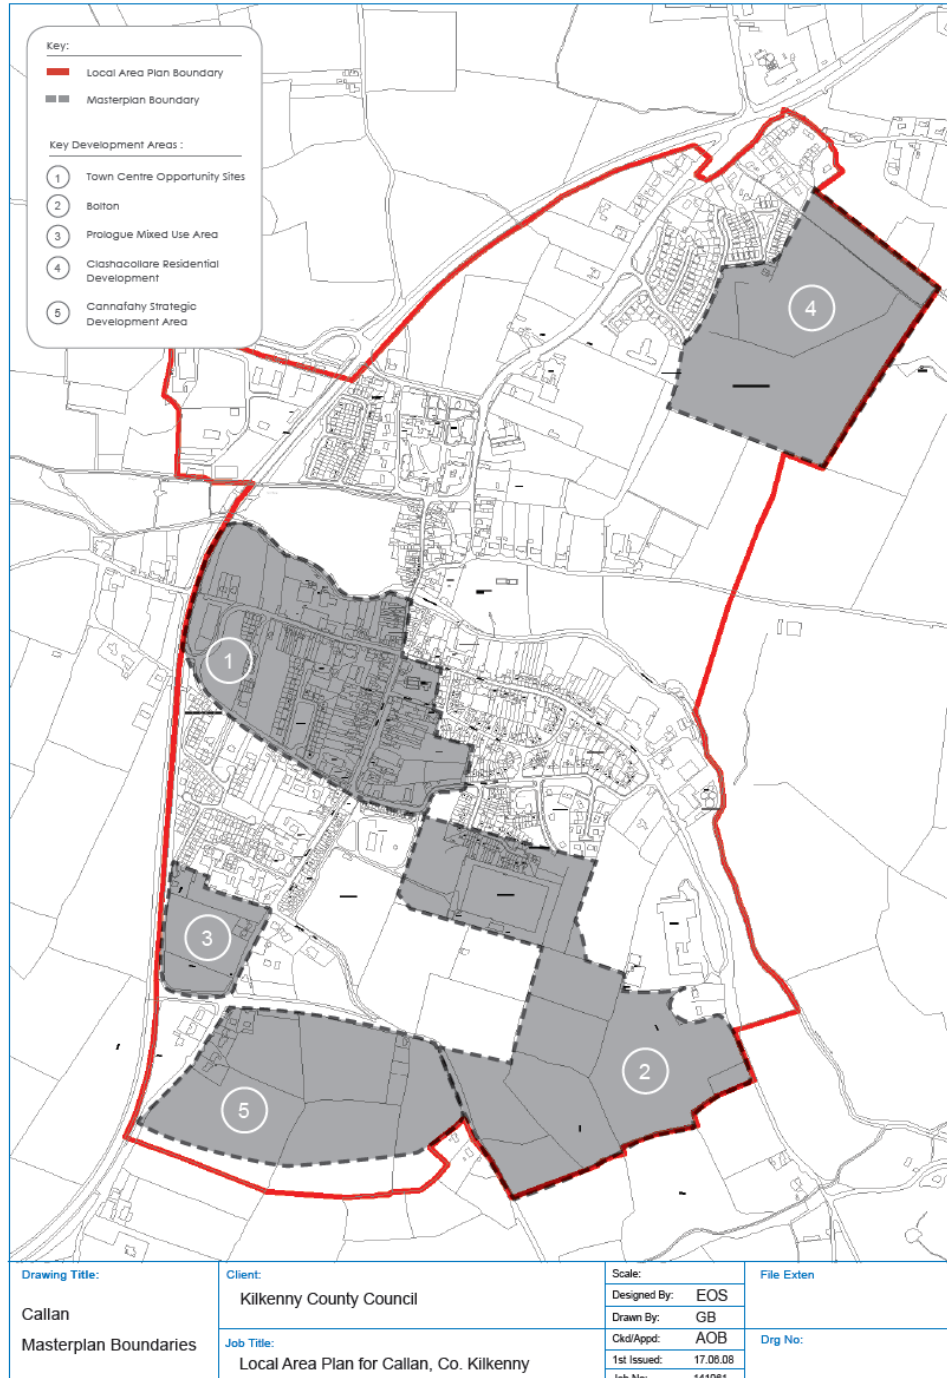 Key:
Local Area Plan Boundary
Masterplan Boundary
Key Development Areas :
1 Town Centre Opportunity Sites
2 Bolton
3 Prologue Mixed Use Area
4 Clashacollare Residential
Development
5 Cannafahy Strategic
Development Area
4
1
3
2
5
Drawing Title:
Callan
Masterplan Boundaries
Client:
Kilkenny County Council
Job Title:
Local Area Plan for Callan, Co. Kilkenny
Scale:
Designed By: EOS
Drawn By: GB
Ckd/Appd: AOB
1st Issued: 17.06.08
Job No: 141061
File Exten
Drg No: